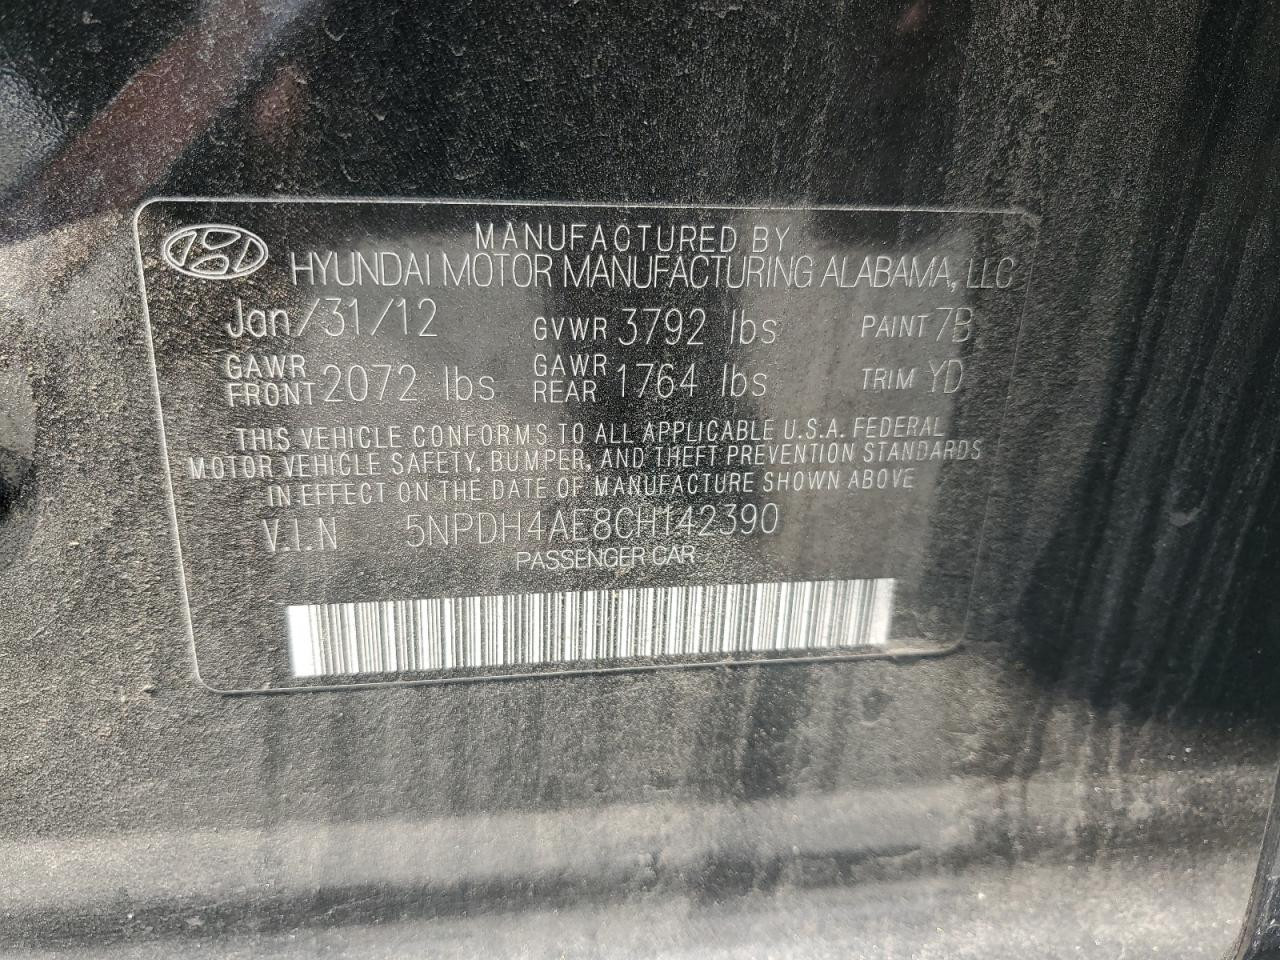 MANUFACTURED BY
HYUNDAI MOTOR MANUFACTURING ALABAMA, LLC
Jan/31/12 GVWR 3792 lbs PAINT 7B
GAWR FRONT 2072 lbs GAWR REAR 1764 lbs TRIM YD
THIS VEHICLE CONFORMS TO ALL APPLICABLE U.S.A. FEDERAL
MOTOR VEHICLE SAFETY, BUMPER, AND THEFT PREVENTION STANDARDS
IN EFFECT ON THE DATE OF MANUFACTURE SHOWN ABOVE
V.I.N 5NPDH4AE8CH142390
PASSENGER CAR